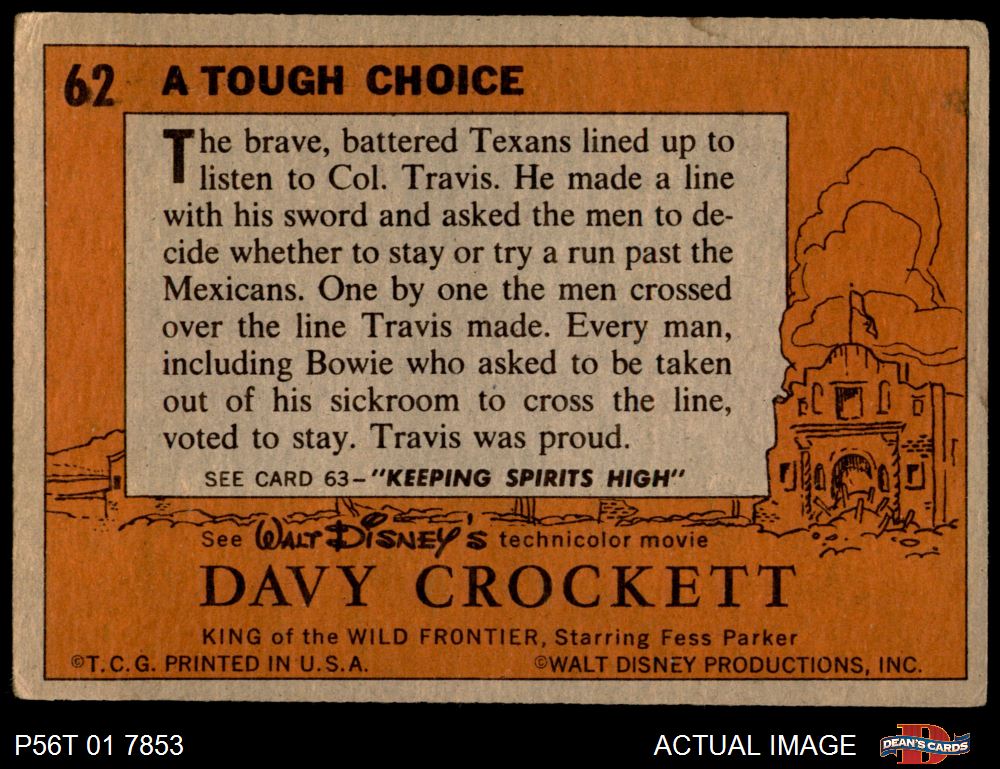 62 A TOUGH CHOICE
The brave, battered Texans lined up to
listen to Col. Travis. He made a line
with his sword and asked the men to de-
cide whether to stay or try a run past the
Mexicans. One by one the men crossed
over the line Travis made. Every man,
including Bowie who asked to be taken
out of his sickroom to cross the line,
voted to stay. Travis was proud.
SEE CARD 63-"KEEPING SPIRITS HIGH"
See WALT DISNEY'S technicolor movie
DAVY CROCKETT
KING of the WILD FRONTIER, Starring Fess Parker
©T.C.G. PRINTED IN U.S.A. ©WALT DISNEY PRODUCTIONS, INC.
P56T 01 7853 ACTUAL IMAGE D DEAN'S CARDS